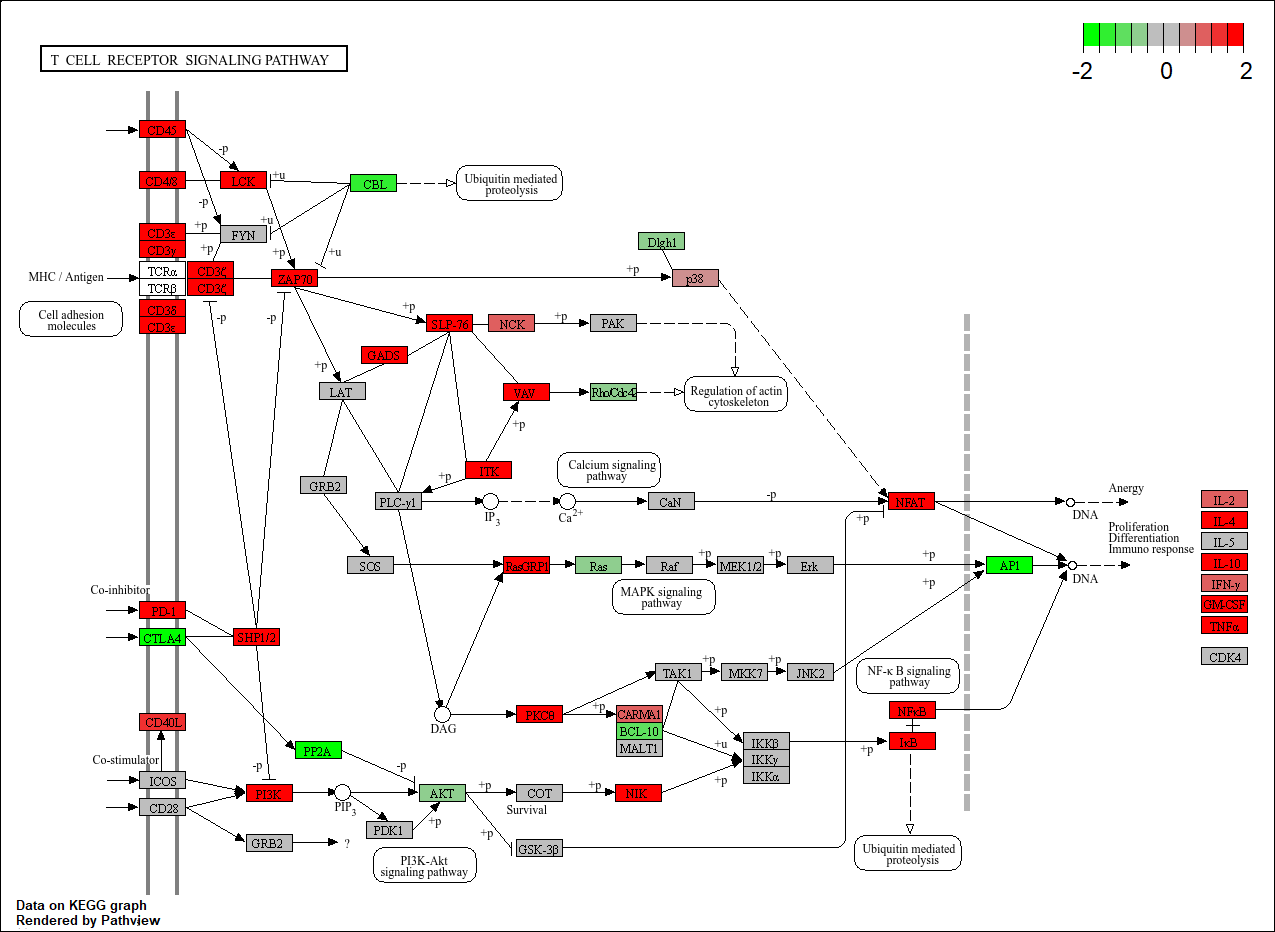 T CELL RECEPTOR SIGNALING PATHWAY
-2 0 2
CD45
-p
CD4/8
LCK
+u
CBL
Ubiquitin mediated
proteolysis
-p
CD3ε
+p
FYN
+u
CD3γ
+p
+p
+u
Dlgh1
MHC / Antigen
TCRα
CD3ζ
ZAP70
+p
p38
TCRβ
CD3ζ
Cell adhesion
molecules
CD3δ
CD3ε
-p
-p
+p
SLP-76
NCK
+p
PAK
GADS
+p
LAT
VAV
Rho/Cdc42
Regulation of actin
cytoskeleton
+p
ITK
+p
Calcium signaling
pathway
GRB2
PLC-γ1
IP3
Ca2+
CaN
-p
NFAT
+p
DNA
Anergy
Proliferation
Differentiation
Immuno response
SOS
RasGRP1
Ras
Raf
+p
MEK1/2
+p
Erk
+p
+p
AP1
DNA
MAPK signaling
pathway
IL-2
IL-4
IL-5
IL-10
IFN-γ
GM-CSF
TNFα
CDK4
Co-inhibitor
PD-1
CTLA4
SHP1/2
TAK1
+p
MKK7
+p
JNK2
NF-κ B signaling
pathway
CD40L
DAG
PKCθ
+p
CARMA1
BCL-10
MALT1
+p
+u
+p
IKKβ
IKKγ
IKKα
+p
NFκB
IκB
Co-stimulator
ICOS
CD28
PP2A
-p
-p
PI3K
PIP3
PDK1
+p
AKT
+p
COT
Survival
+p
NIK
+p
GSK-3β
GRB2
?
PI3K-Akt
signaling pathway
Ubiquitin mediated
proteolysis
Data on KEGG graph
Rendered by Pathview